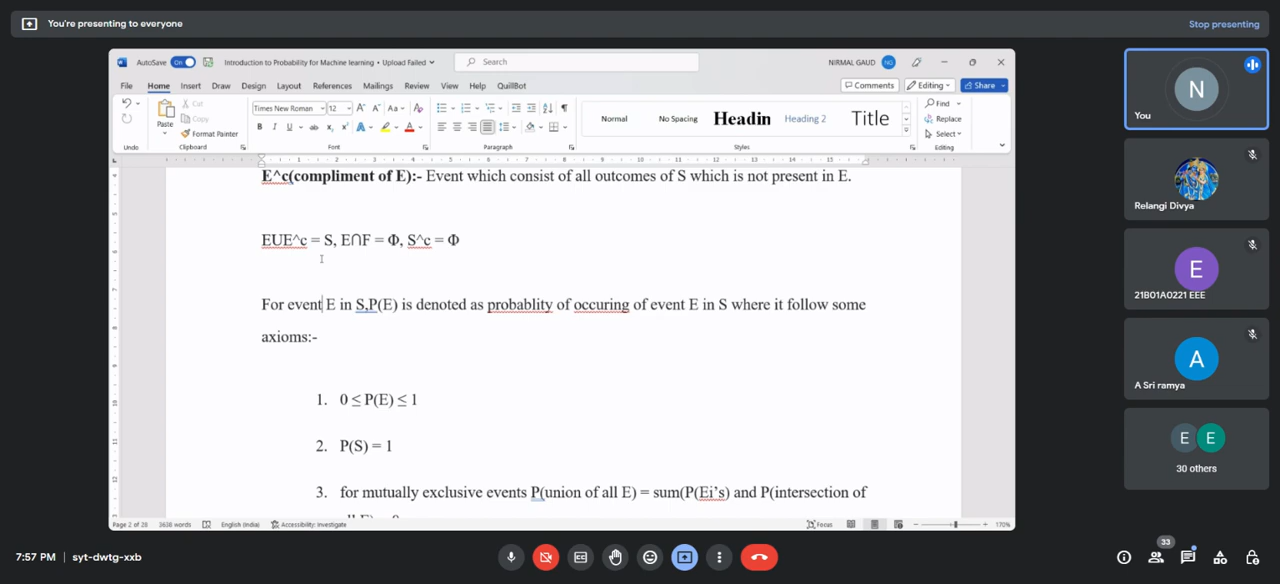 You're presenting to everyone
Stop presenting
AutoSave On Introduction to Probability for Machine learning • Upload Failed Search NIRMAL GAUD NG
File Home Insert Draw Design Layout References Mailings Review View Help QuillBot Comments Editing Share
Paste Cut Copy Format Painter
Times New Roman 12
Normal No Spacing Headin Heading 2 Title
Find Replace Select
Undo Clipboard Font Paragraph Styles Editing
E^c(compliment of E):- Event which consist of all outcomes of S which is not present in E.
EUE^c = S, E∩F = Φ, S^c = Φ
For event E in S,P(E) is denoted as probablity of occuring of event E in S where it follow some
axioms:-
1. 0 ≤ P(E) ≤ 1
2. P(S) = 1
3. for mutually exclusive events P(union of all E) = sum(P(Ei's) and P(intersection of
Page 2 of 28 3638 words English (India) Accessibility: Investigate Focus 170%
N
You
Relangi Divya
E
21B01A0221 EEE
A
A Sri ramya
E E
30 others
7:57 PM | syt-dwtg-xxb
33